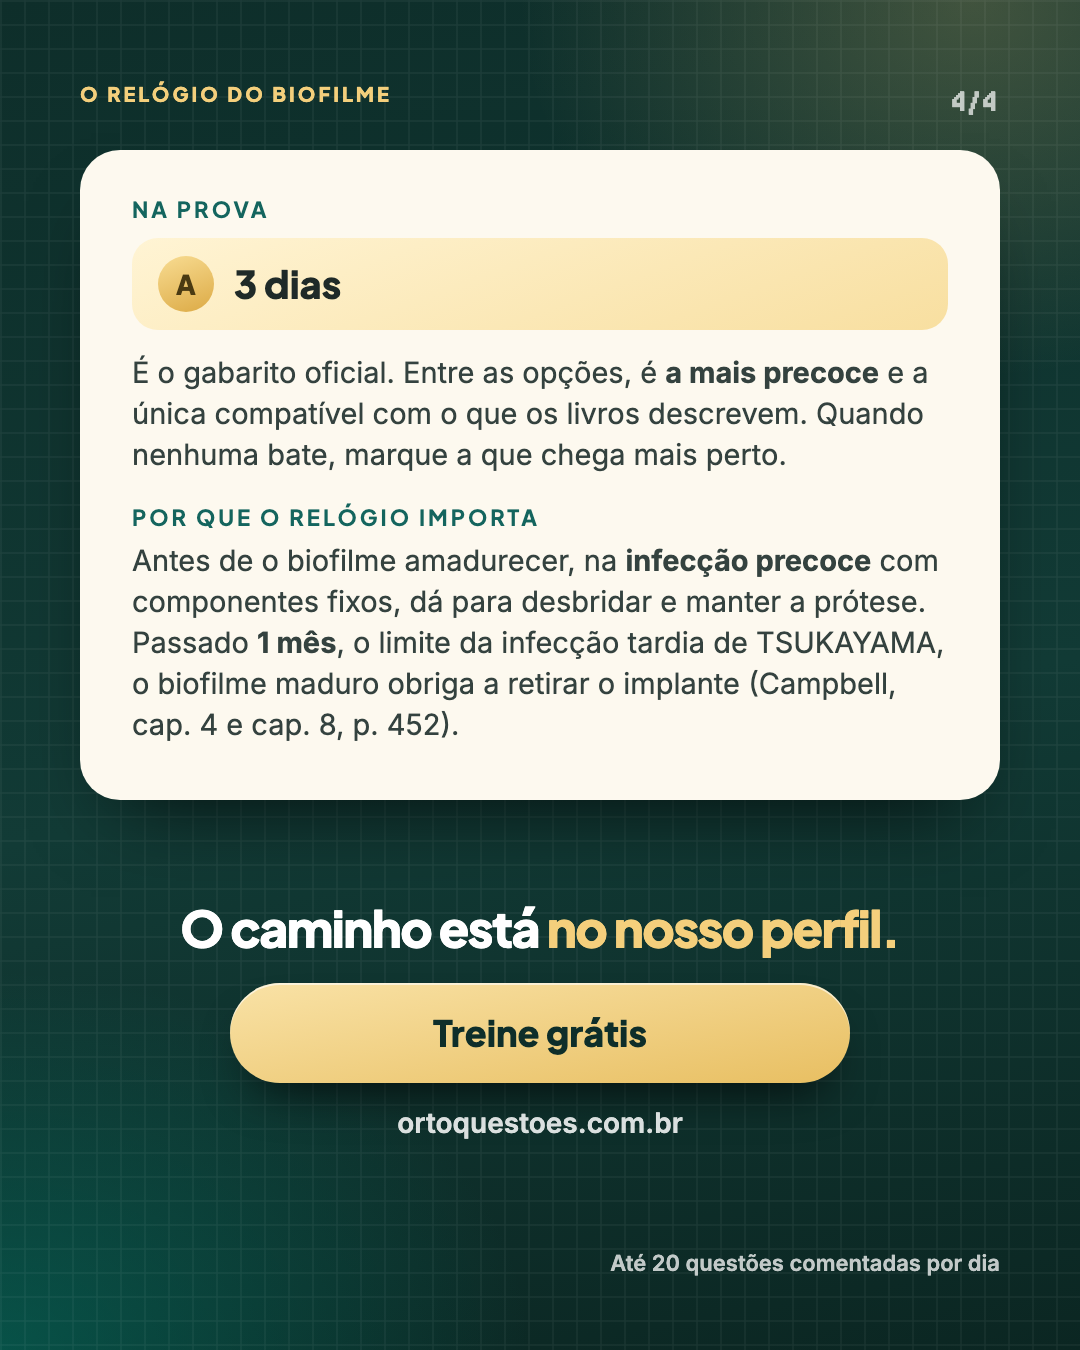 O RELÓGIO DO BIOFILME
4/4
NA PROVA
A 3 dias
É o gabarito oficial. Entre as opções, é a mais precoce e a
única compatível com o que os livros descrevem. Quando
nenhuma bate, marque a que chega mais perto.
POR QUE O RELÓGIO IMPORTA
Antes de o biofilme amadurecer, na infecção precoce com
componentes fixos, dá para desbridar e manter a prótese.
Passado 1 mês, o limite da infecção tardia de TSUKAYAMA,
o biofilme maduro obriga a retirar o implante (Campbell,
cap. 4 e cap. 8, p. 452).
O caminho está no nosso perfil.
Treine grátis
ortoquestoes.com.br
Até 20 questões comentadas por dia